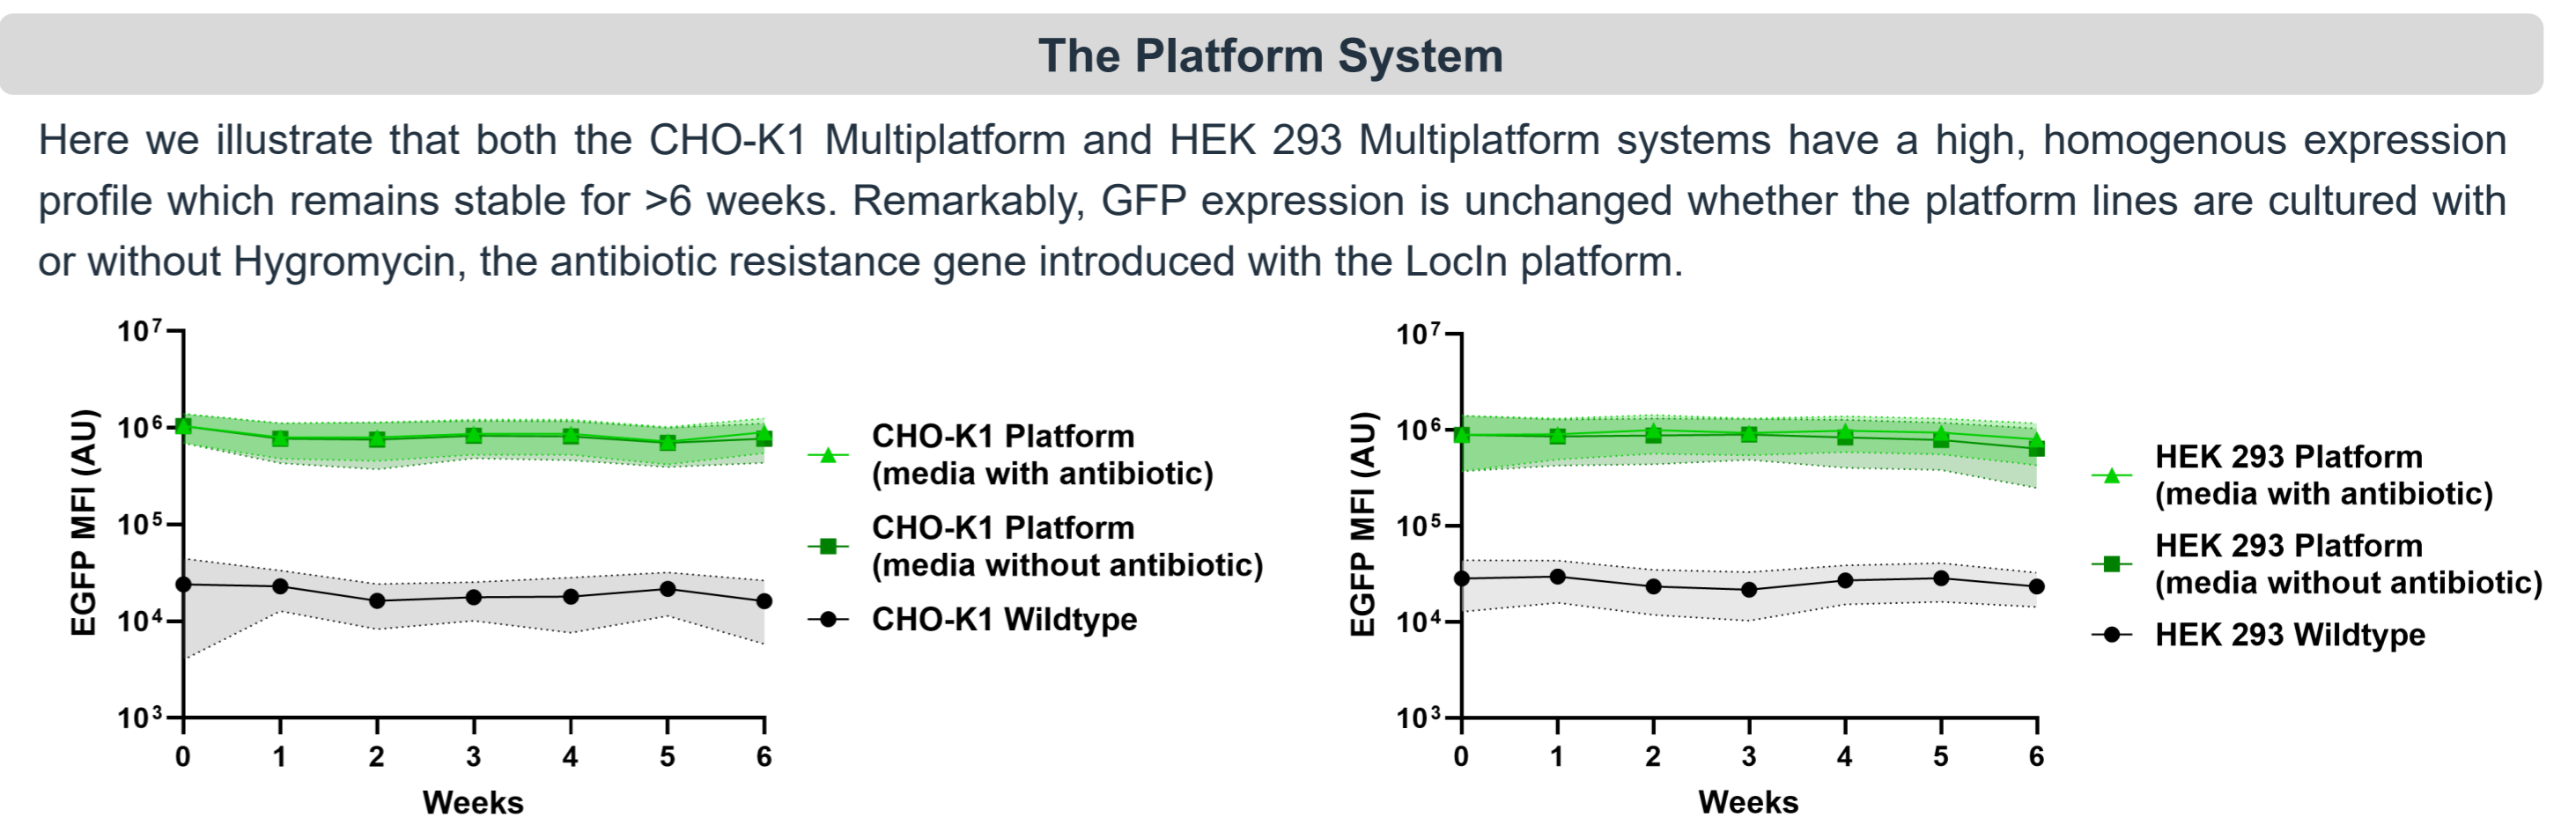 The Platform System
Here we illustrate that both the CHO-K1 Multiplatform and HEK 293 Multiplatform systems have a high, homogenous expression
profile which remains stable for >6 weeks. Remarkably, GFP expression is unchanged whether the platform lines are cultured with
or without Hygromycin, the antibiotic resistance gene introduced with the LocIn platform.
EGFP MFI (AU)
10⁷
10⁶
10⁵
10⁴
10³
0 1 2 3 4 5 6
Weeks
CHO-K1 Platform
(media with antibiotic)
CHO-K1 Platform
(media without antibiotic)
CHO-K1 Wildtype
EGFP MFI (AU)
10⁷
10⁶
10⁵
10⁴
10³
0 1 2 3 4 5 6
Weeks
HEK 293 Platform
(media with antibiotic)
HEK 293 Platform
(media without antibiotic)
HEK 293 Wildtype